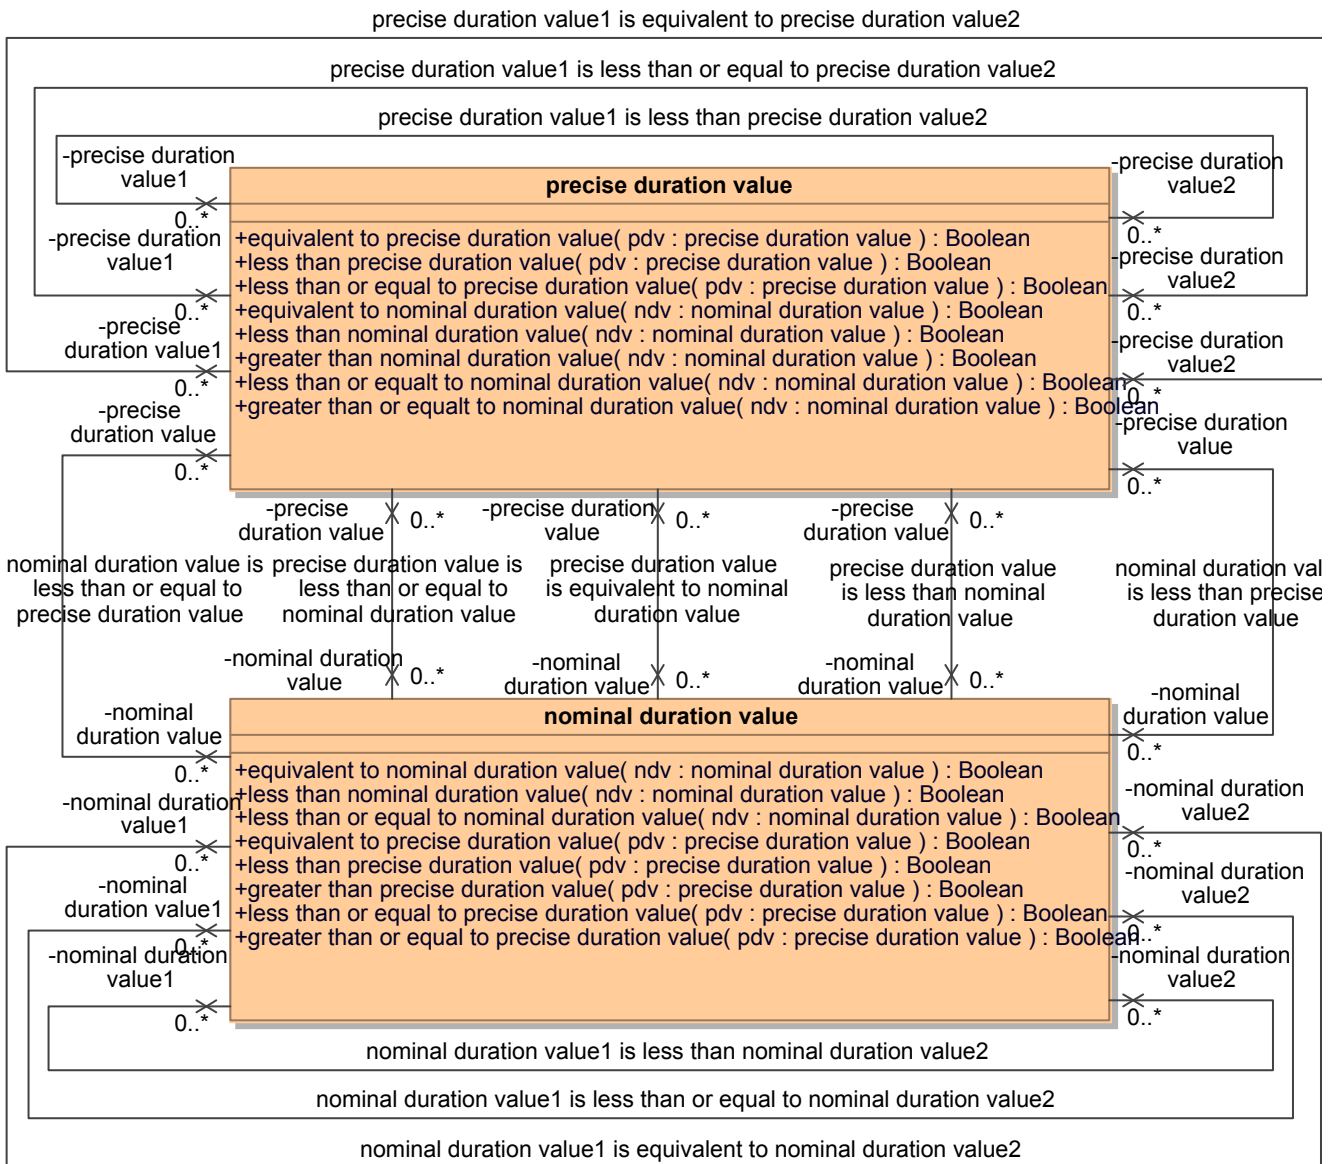 precise duration value1 is equivalent to precise duration value2
precise duration value1 is less than or equal to precise duration value2
precise duration value1 is less than precise duration value2
-precise duration
value1
0..*
-precise duration
value2
0..*
precise duration value
-precise duration
value1
0..*
-precise duration
value2
0..*
-precise
duration value1
0..*
-precise duration
value2
0..*
-precise
duration value
0..*
-precise duration
value
0..*
+equivalent to precise duration value( pdv : precise duration value ) : Boolean
+less than precise duration value( pdv : precise duration value ) : Boolean
+less than or equal to precise duration value( pdv : precise duration value ) : Boolean
+equivalent to nominal duration value( ndv : nominal duration value ) : Boolean
+less than nominal duration value( ndv : nominal duration value ) : Boolean
+greater than nominal duration value( ndv : nominal duration value ) : Boolean
+less than or equalt to nominal duration value( ndv : nominal duration value ) : Boolean
+greater than or equalt to nominal duration value( ndv : nominal duration value ) : Boolean
-precise
duration value
0..*
-precise duration
value
0..*
-precise
duration value
0..*
nominal duration value is
less than or equal to
precise duration value
precise duration value is
less than or equal to
nominal duration value
precise duration value
is equivalent to nominal
duration value
precise duration value
is less than nominal
duration value
nominal duration val
is less than precise
duration value
-nominal duration
value
0..*
-nominal
duration value
0..*
-nominal
duration value
0..*
-nominal
duration value
0..*
-nominal
duration value
0..*
nominal duration value
-nominal duration
value1
0..*
-nominal duration
value2
0..*
-nominal
duration value1
0..*
-nominal duration
value2
0..*
-nominal duration
value1
0..*
-nominal duration
value2
0..*
+equivalent to nominal duration value( ndv : nominal duration value ) : Boolean
+less than nominal duration value( ndv : nominal duration value ) : Boolean
+less than or equal to nominal duration value( ndv : nominal duration value ) : Boolean
+equivalent to precise duration value( pdv : precise duration value ) : Boolean
+less than precise duration value( pdv : precise duration value ) : Boolean
+greater than precise duration value( pdv : precise duration value ) : Boolean
+less than or equal to precise duration value( pdv : precise duration value ) : Boolean
+greater than or equal to precise duration value( pdv : precise duration value ) : Boolean
nominal duration value1 is less than nominal duration value2
nominal duration value1 is less than or equal to nominal duration value2
nominal duration value1 is equivalent to nominal duration value2